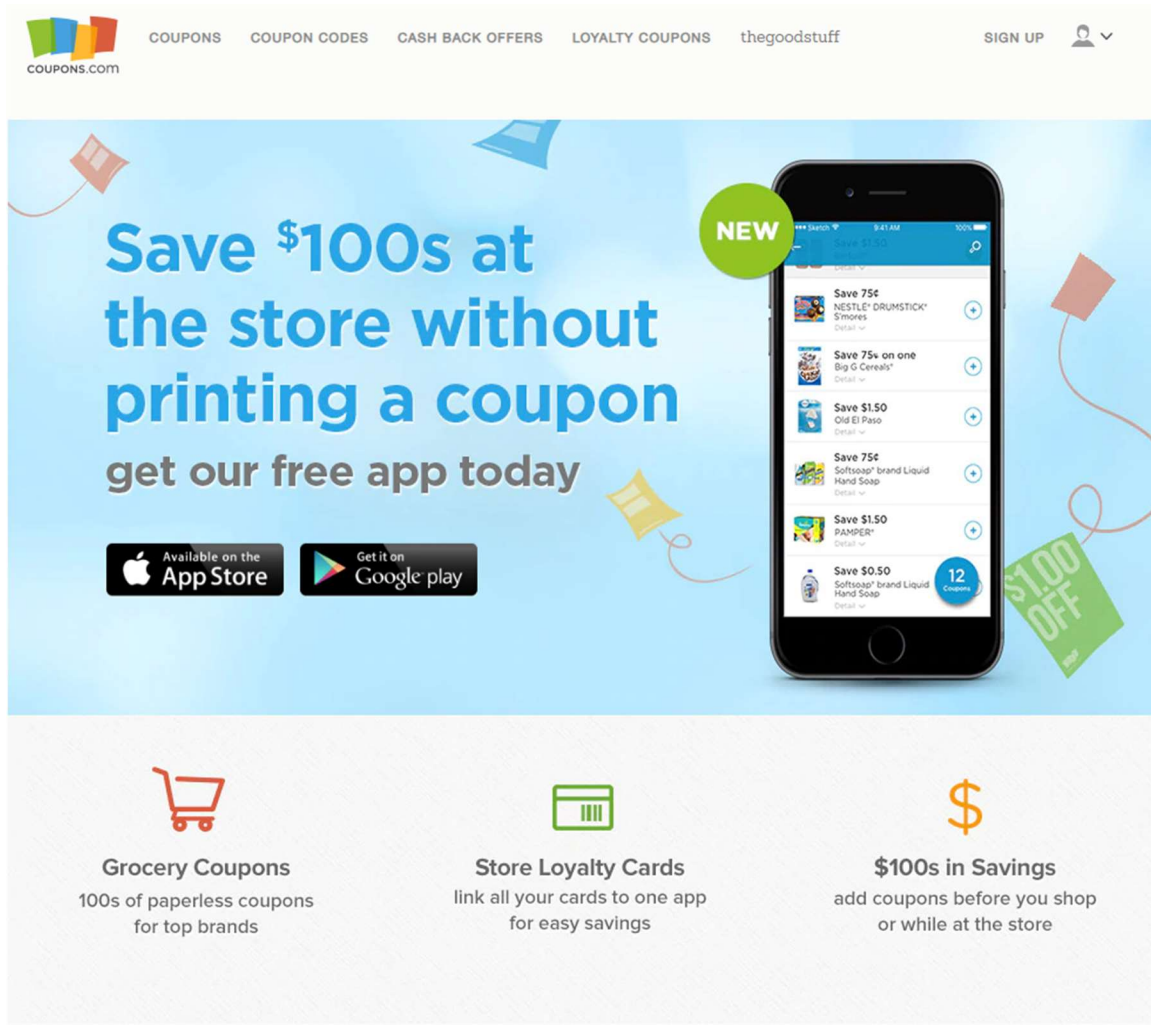 COUPONS.COM
COUPONS
COUPON CODES
CASH BACK OFFERS
LOYALTY COUPONS
thegoodstuff
SIGN UP
Save $100s at
the store without
printing a coupon
get our free app today
Available on the
App Store
Get it on
Google play
NEW
Sketch 9:41 AM 100%
Save $1.50
Detail
Save 75¢
NESTLE® DRUMSTICK®
S'mores
Detail
Save 75¢ on one
Big G Cereals*
Detail
Save $1.50
Old El Paso
Detail
Save 75¢
Softsoap® brand Liquid
Hand Soap
Detail
Save $1.50
PAMPER®
Detail
Save $0.50
Softsoap® brand Liquid
Hand Soap
Detail
12
Coupons
$1.00
OFF
Grocery Coupons
100s of paperless coupons
for top brands
Store Loyalty Cards
link all your cards to one app
for easy savings
$100s in Savings
add coupons before you shop
or while at the store